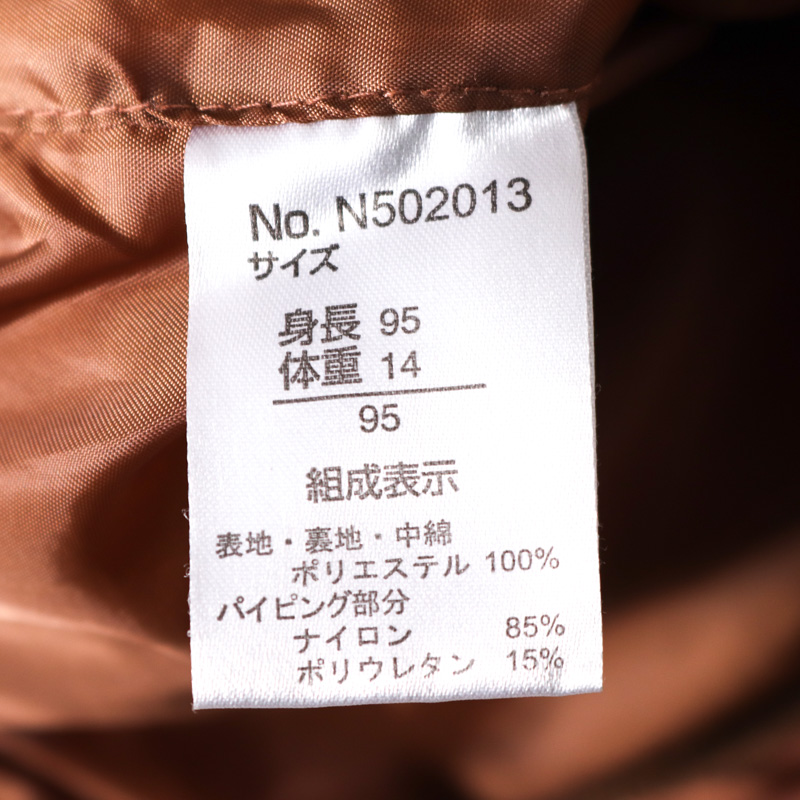 No. N502013
サイズ
身長 95
体重 14
95
組成表示
表地・裏地・中綿
ポリエステル 100%
パイピング部分
ナイロン 85%
ポリウレタン 15%